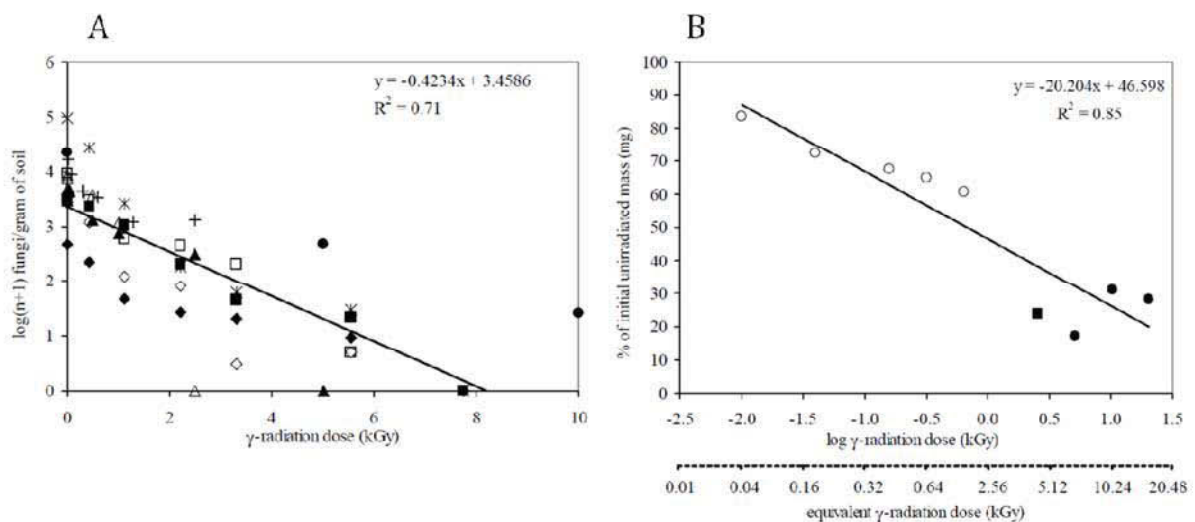 A
6
5
4
3
2
1
0
log(n+1) fungi/gram of soil
y = -0.4234x + 3.4586
R² = 0.71
0 2 4 6 8 10
γ-radiation dose (kGy)
B
100
90
80
70
60
50
40
30
20
10
0
% of initial unirradiated mass (mg)
y = -20.204x + 46.598
R² = 0.85
-2.5 -2.0 -1.5 -1.0 -0.5 0.0 0.5 1.0 1.5
log γ-radiation dose (kGy)
0.01 0.04 0.16 0.32 0.64 2.56 5.12 10.24 20.48
equivalent γ-radiation dose (kGy)